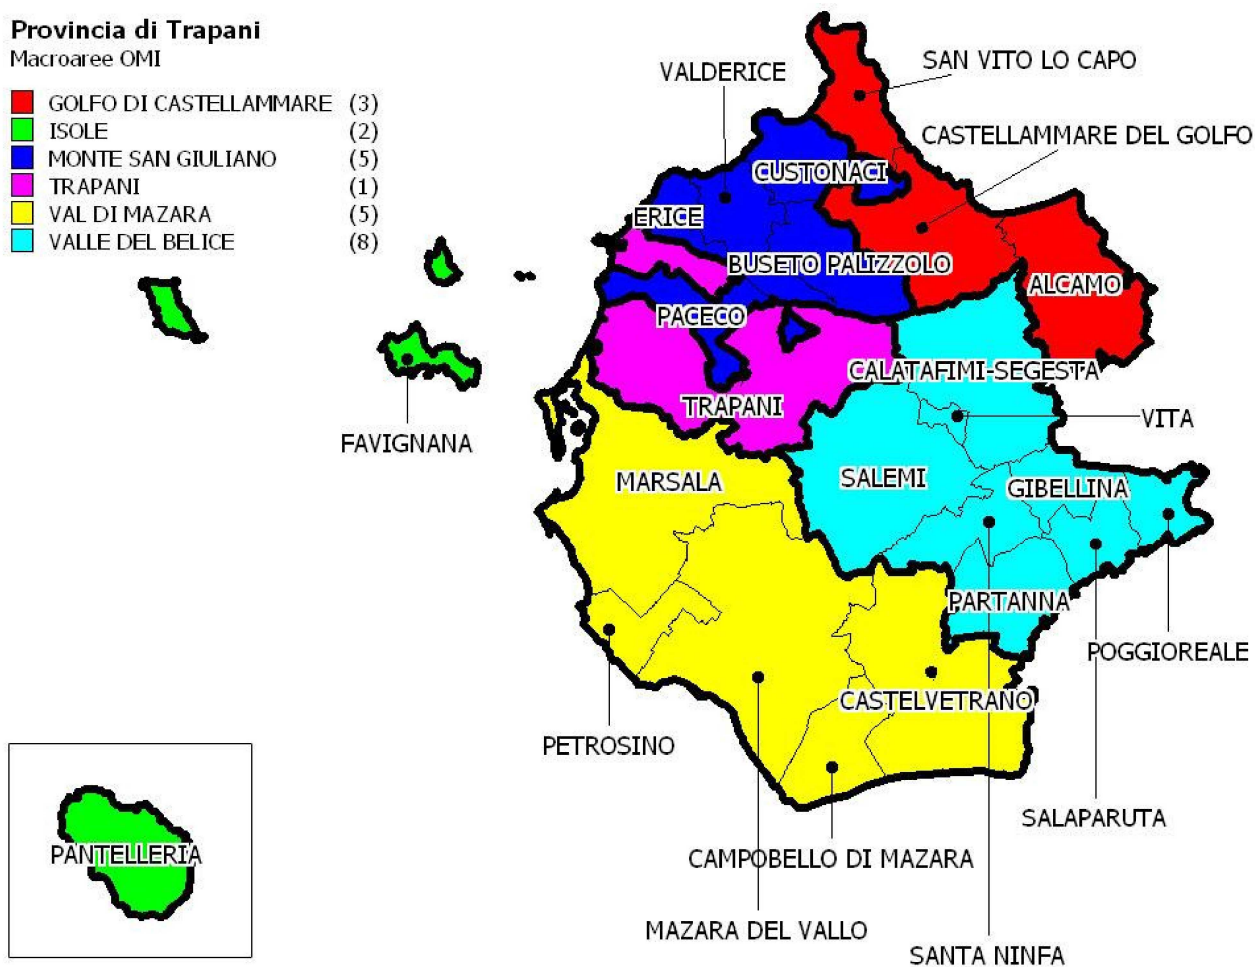 Provincia di Trapani
Macroaree OMI
GOLFO DI CASTELLAMMARE (3)
ISOLE (2)
MONTE SAN GIULIANO (5)
TRAPANI (1)
VAL DI MAZARA (5)
VALLE DEL BELICE (8)
SAN VITO LO CAPO
VALDERICE
CASTELLAMMARE DEL GOLFO
CUSTONACI
ERICE
BUSETO PALIZZOLO
ALCAMO
PACECO
CALATAFIMI-SEGESTA
TRAPANI
VITA
FAVIGNANA
MARSALA
SALEMI
GIBELLINA
PARTANNA
POGGIOREALE
CASTELVETRANO
PETROSINO
SALAPARUTA
PANTELLERIA
CAMPOBELLO DI MAZARA
MAZARA DEL VALLO
SANTA NINFA